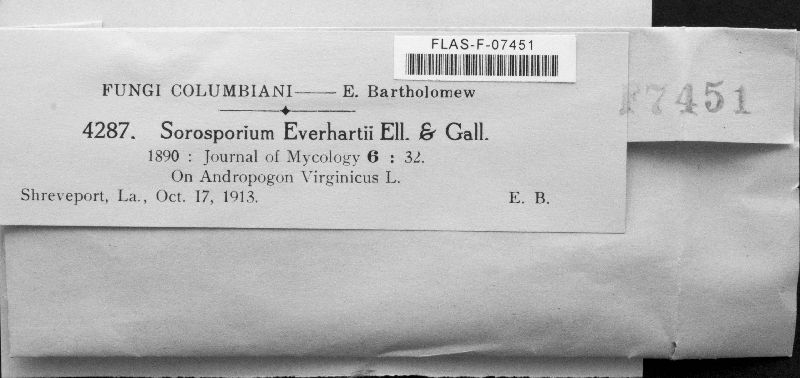 FLAS-F-07451
FUNGI COLUMBIANI—— E. Bartholomew
F7451
4287. Sorosporium Everhartii Ell. & Gall.
1890 : Journal of Mycology 6 : 32.
On Andropogon Virginicus L.
Shreveport, La., Oct. 17, 1913. E. B.